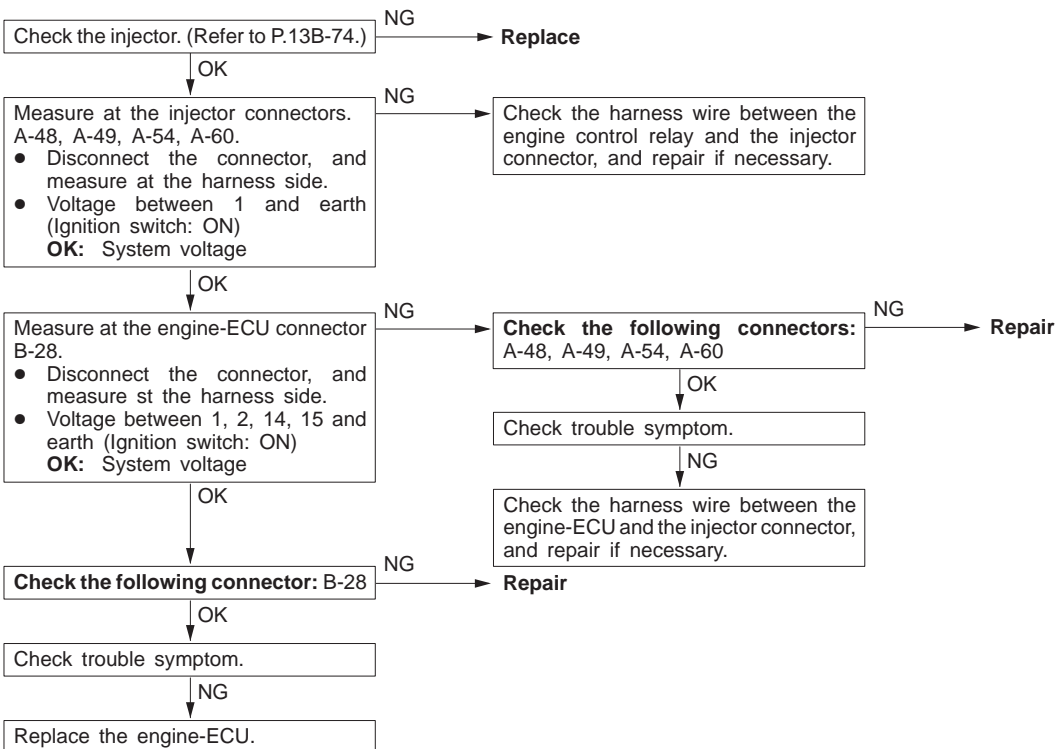 Check the injector. (Refer to P.13B-74.)
NG
Replace
OK
Measure at the injector connectors.
A-48, A-49, A-54, A-60.
● Disconnect the connector, and
measure at the harness side.
● Voltage between 1 and earth
(Ignition switch: ON)
OK: System voltage
NG
Check the harness wire between the
engine control relay and the injector
connector, and repair if necessary.
OK
Measure at the engine-ECU connector
B-28.
● Disconnect the connector, and
measure st the harness side.
● Voltage between 1, 2, 14, 15 and
earth (Ignition switch: ON)
OK: System voltage
NG
Check the following connectors:
A-48, A-49, A-54, A-60
NG
Repair
OK
Check trouble symptom.
NG
Check the harness wire between the
engine-ECU and the injector connector,
and repair if necessary.
OK
Check the following connector: B-28
NG
Repair
OK
Check trouble symptom.
NG
Replace the engine-ECU.